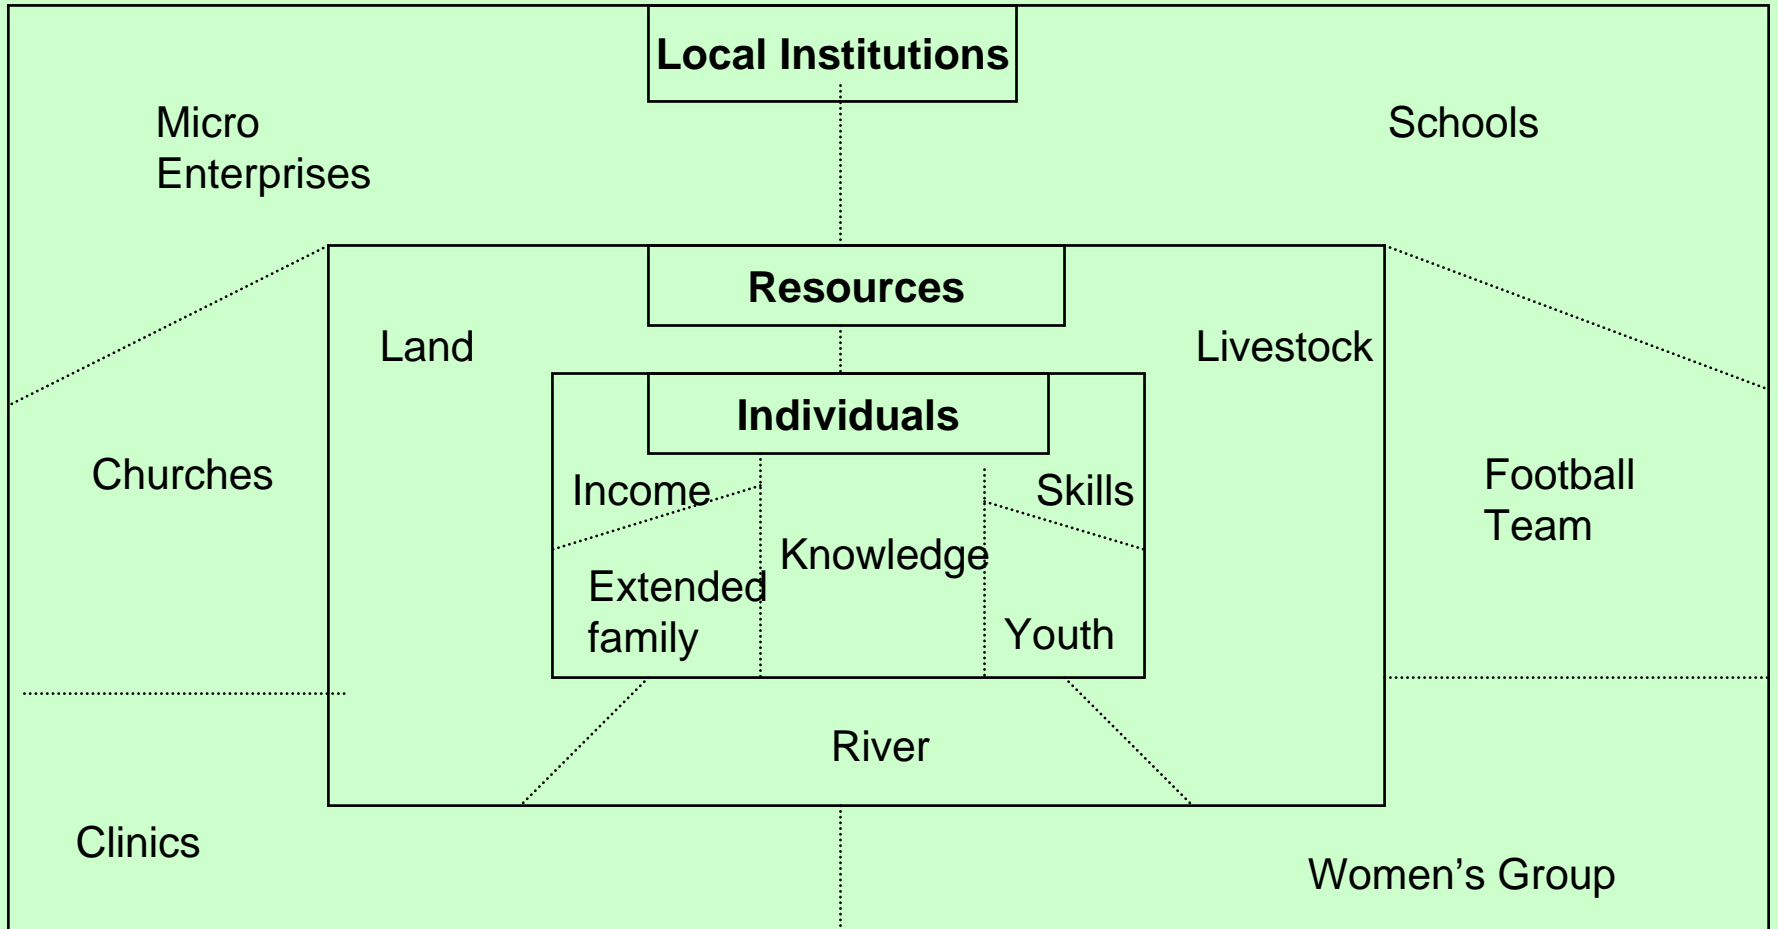 Local Institutions
Micro
Enterprises
Schools
Resources
Land
Livestock
Individuals
Churches
Income
Skills
Football
Team
Knowledge
Extended
family
Youth
River
Clinics
Women’s Group